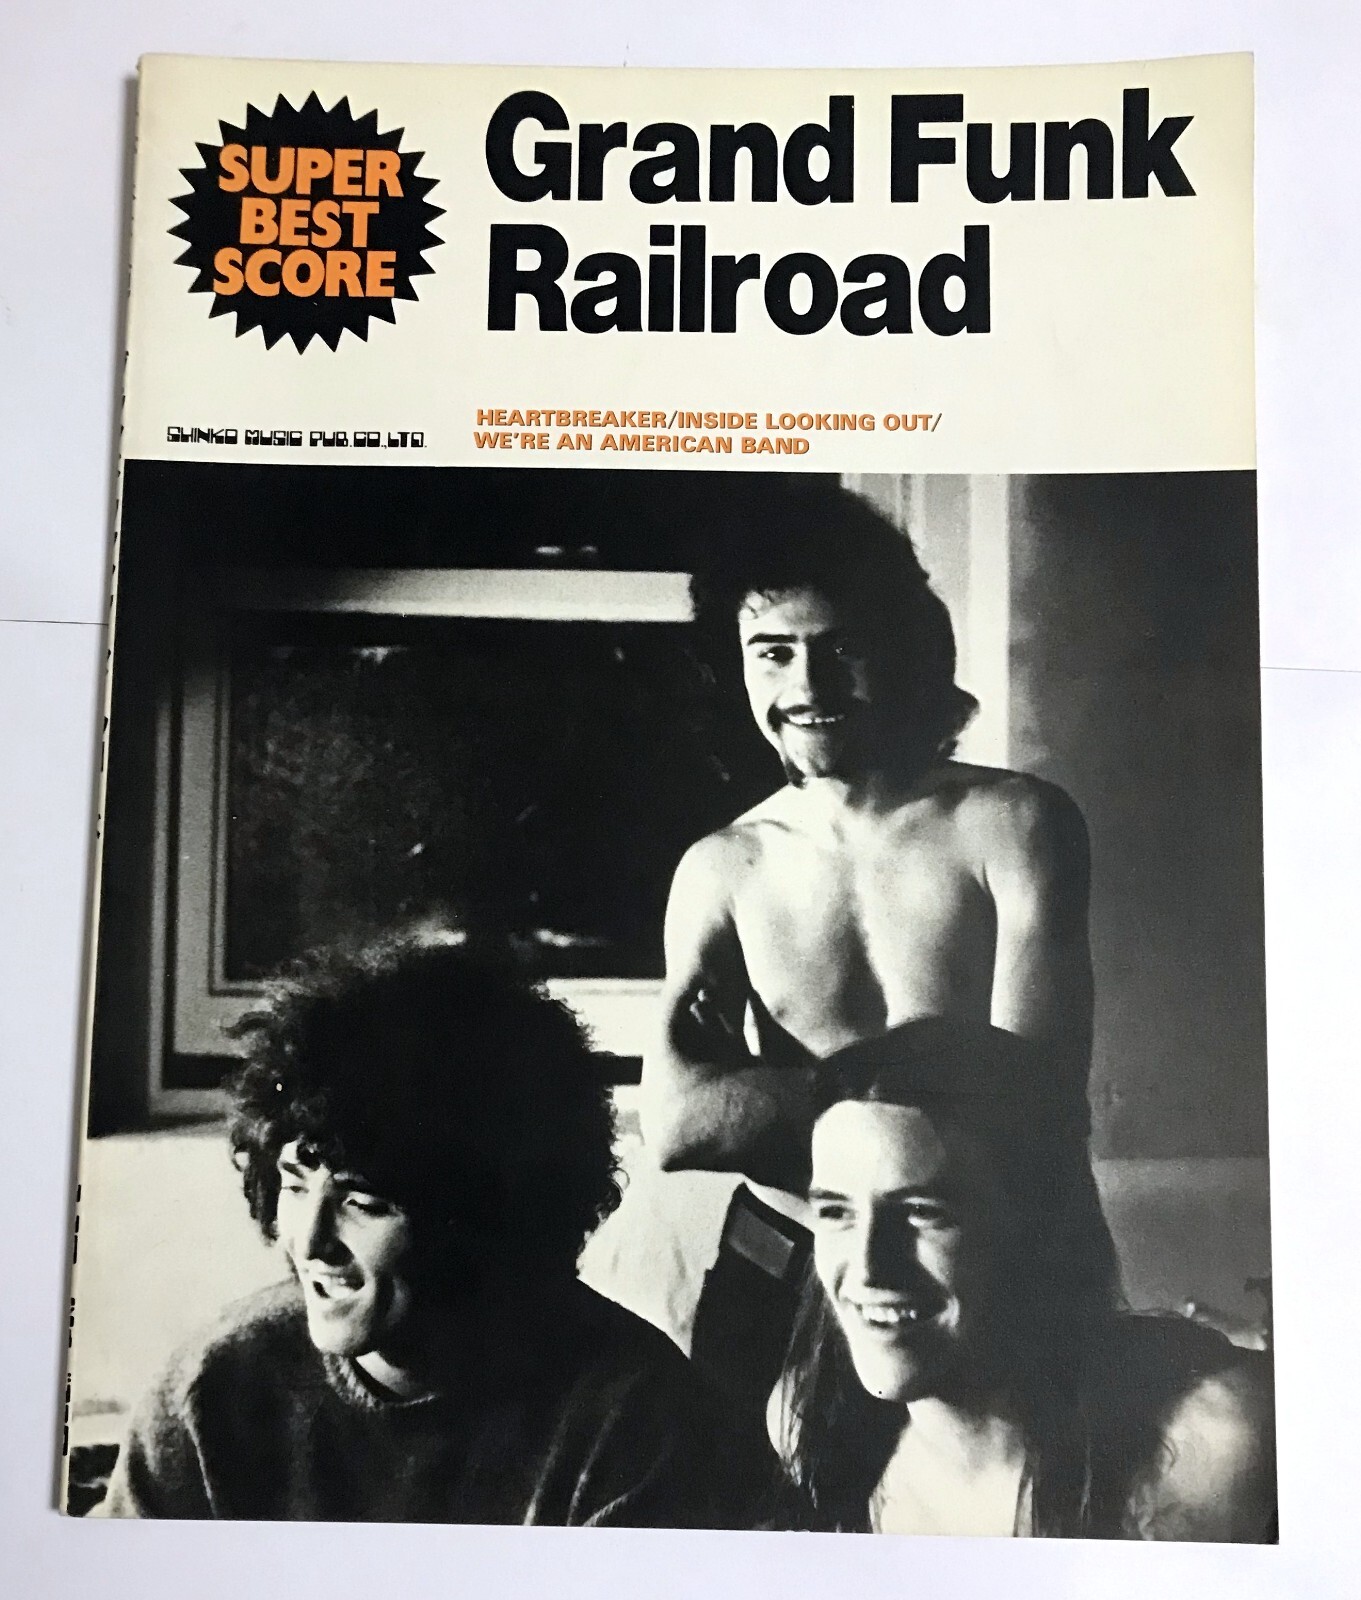 SUPER
BEST
SCORE
Grand Funk
Railroad
SHINKO MUSIC PUB.CO.,LTD.
HEARTBREAKER/INSIDE LOOKING OUT/
WE'RE AN AMERICAN BAND